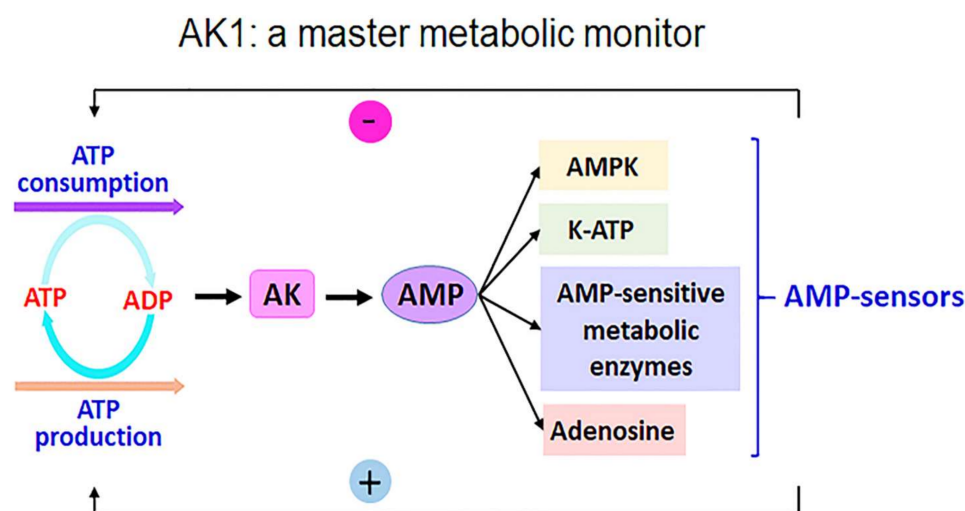 AK1: a master metabolic monitor
-
ATP
consumption
ATP
ADP
AK
AMP
AMPK
K-ATP
AMP-sensitive
metabolic
enzymes
Adenosine
AMP-sensors
ATP
production
+